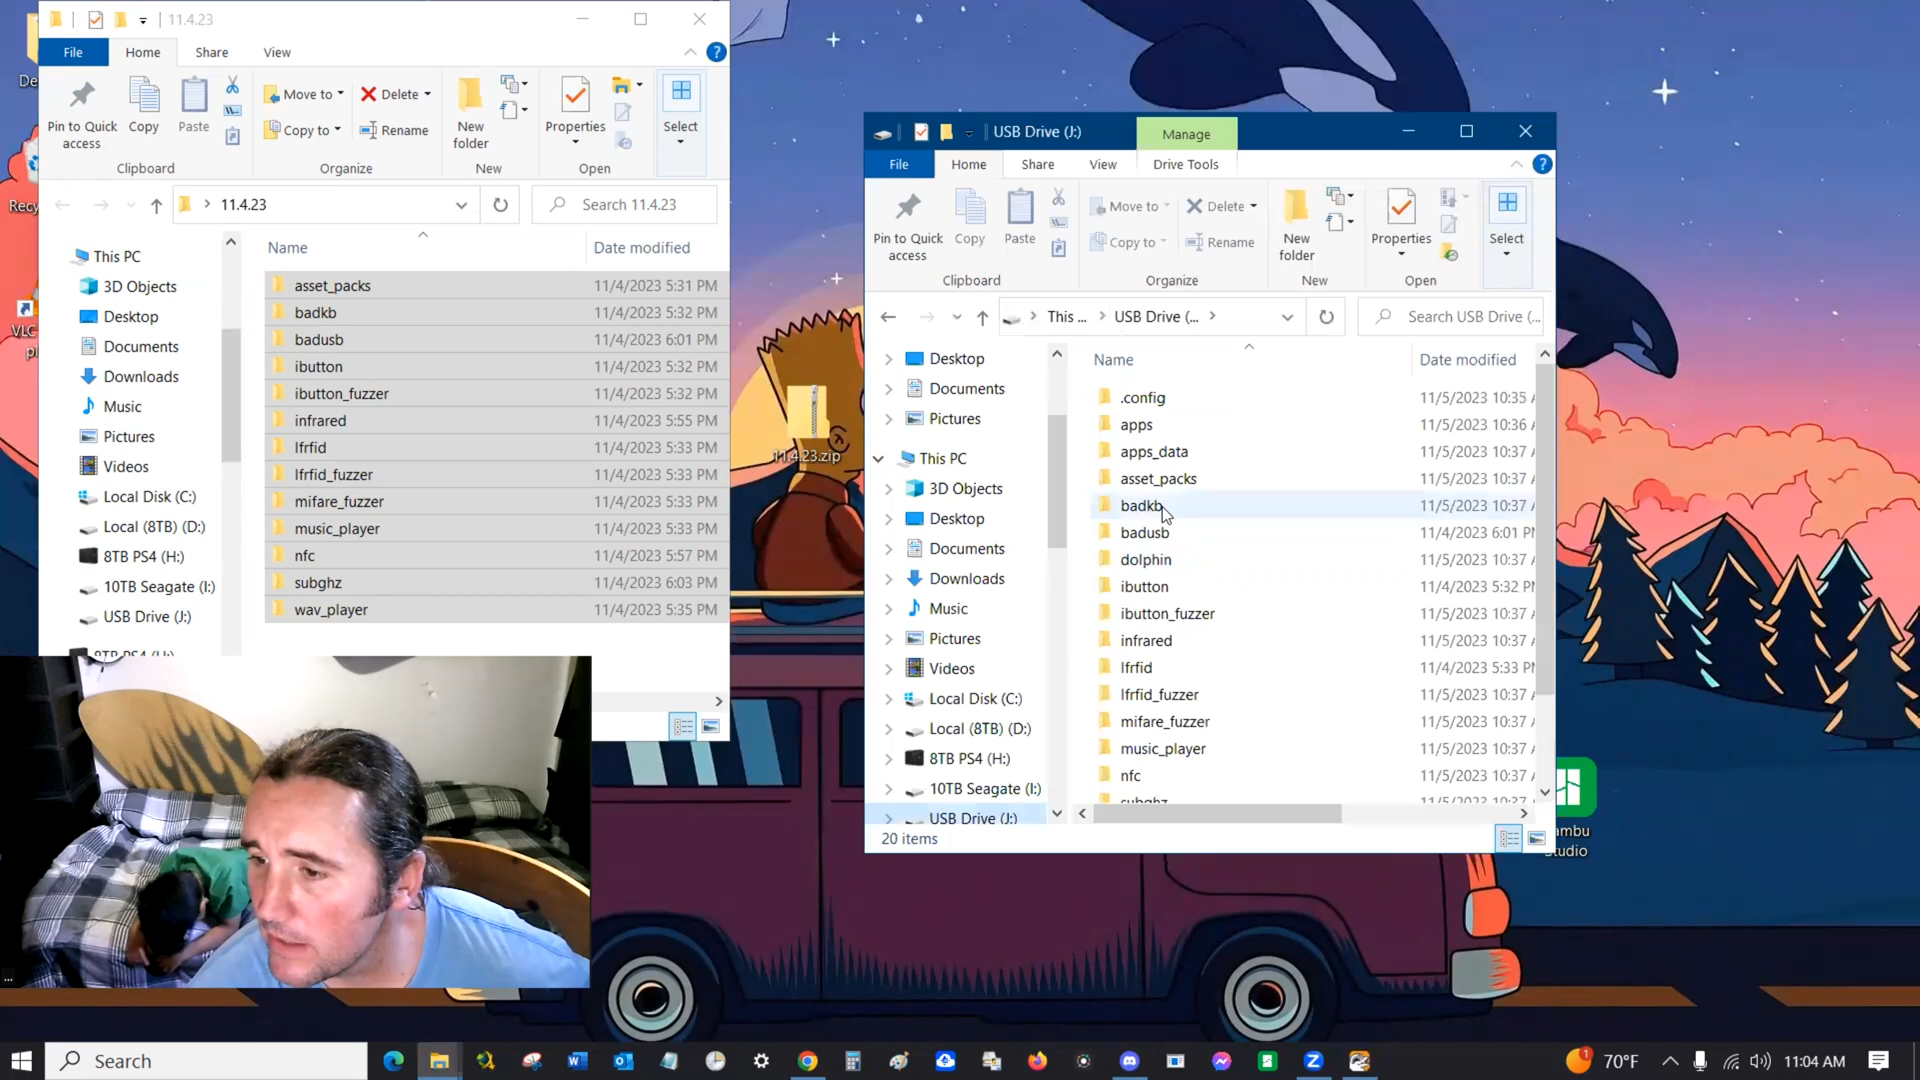 11.4.23
File Home Share View
Pin to Quick access
Copy
Paste
Move to
Copy to
Delete
Rename
New folder
Properties
Select
Clipboard Organize New Open
11.4.23
Search 11.4.23
This PC
3D Objects
Desktop
Documents
Downloads
Music
Pictures
Videos
Local Disk (C:)
Local (8TB) (D:)
8TB PS4 (H:)
10TB Seagate (I:)
USB Drive (J:)
8TB PS4 (H:)
Name Date modified
asset_packs 11/4/2023 5:31 PM
badkb 11/4/2023 5:32 PM
badusb 11/4/2023 6:01 PM
ibutton 11/4/2023 5:32 PM
ibutton_fuzzer 11/4/2023 5:32 PM
infrared 11/4/2023 5:55 PM
lfrfid 11/4/2023 5:33 PM
lfrfid_fuzzer 11/4/2023 5:33 PM
mifare_fuzzer 11/4/2023 5:33 PM
music_player 11/4/2023 5:33 PM
nfc 11/4/2023 5:57 PM
subghz 11/4/2023 6:03 PM
wav_player 11/4/2023 5:35 PM
De
Recy
VLC
pl
11.4.23.zip
USB Drive (J:)
Manage
File Home Share View Drive Tools
Pin to Quick access
Copy
Paste
Move to
Copy to
Delete
Rename
New folder
Properties
Select
Clipboard Organize New Open
This ... USB Drive (...
Search USB Drive (...
Desktop
Documents
Pictures
This PC
3D Objects
Desktop
Documents
Downloads
Music
Pictures
Videos
Local Disk (C:)
Local (8TB) (D:)
8TB PS4 (H:)
10TB Seagate (I:)
USB Drive (J:)
Name Date modified
.config 11/5/2023 10:35 A
apps 11/5/2023 10:36 A
apps_data 11/5/2023 10:37 A
asset_packs 11/5/2023 10:37 A
badkb 11/5/2023 10:37 A
badusb 11/4/2023 6:01 PM
dolphin 11/5/2023 10:37 A
ibutton 11/4/2023 5:32 PM
ibutton_fuzzer 11/5/2023 10:37 A
infrared 11/5/2023 10:37 A
lfrfid 11/4/2023 5:33 PM
lfrfid_fuzzer 11/5/2023 10:37 A
mifare_fuzzer 11/5/2023 10:37 A
music_player 11/5/2023 10:37 A
nfc 11/5/2023 10:37 A
subghz 11/5/2023 10:37
20 items
ambu
Studio
...
Search
1
70°F
11:04 AM